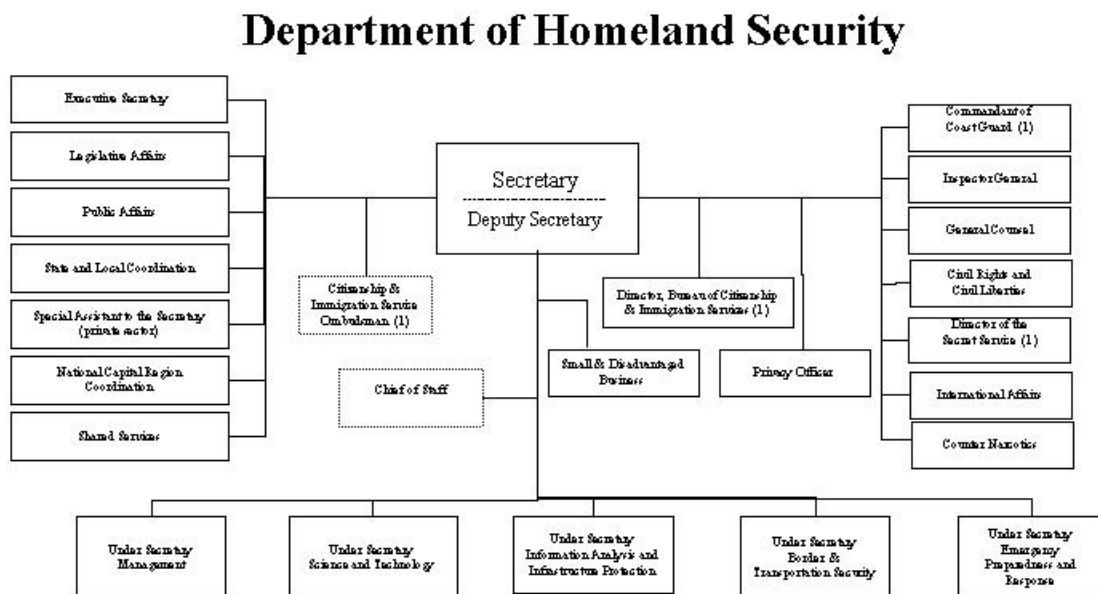 Department of Homeland Security
Executive Secretary
Legislative Affairs
Public Affairs
State and Local Coordination
Special Assistant to the Secretary
(private sector)
National Capital Region
Coordination
Shared Services
Secretary
Deputy Secretary
Citizenship &
Immigration Service
Ombudsman (1)
Chief of Staff
Small & Disadvantaged
Business
Director, Bureau of Citizenship
& Immigration Services (1)
Privacy Officer
Commandant of
Coast Guard (1)
Inspector General
General Counsel
Civil Rights and
Civil Liberties
Director of the
Secret Service (1)
International Affairs
Counter Narcotics
Under Secretary
Management
Under Secretary
Science and Technology
Under Secretary
Information Analysis and
Infrastructure Protection
Under Secretary
Border &
Transportation Security
Under Secretary
Emergency
Preparedness and
Response